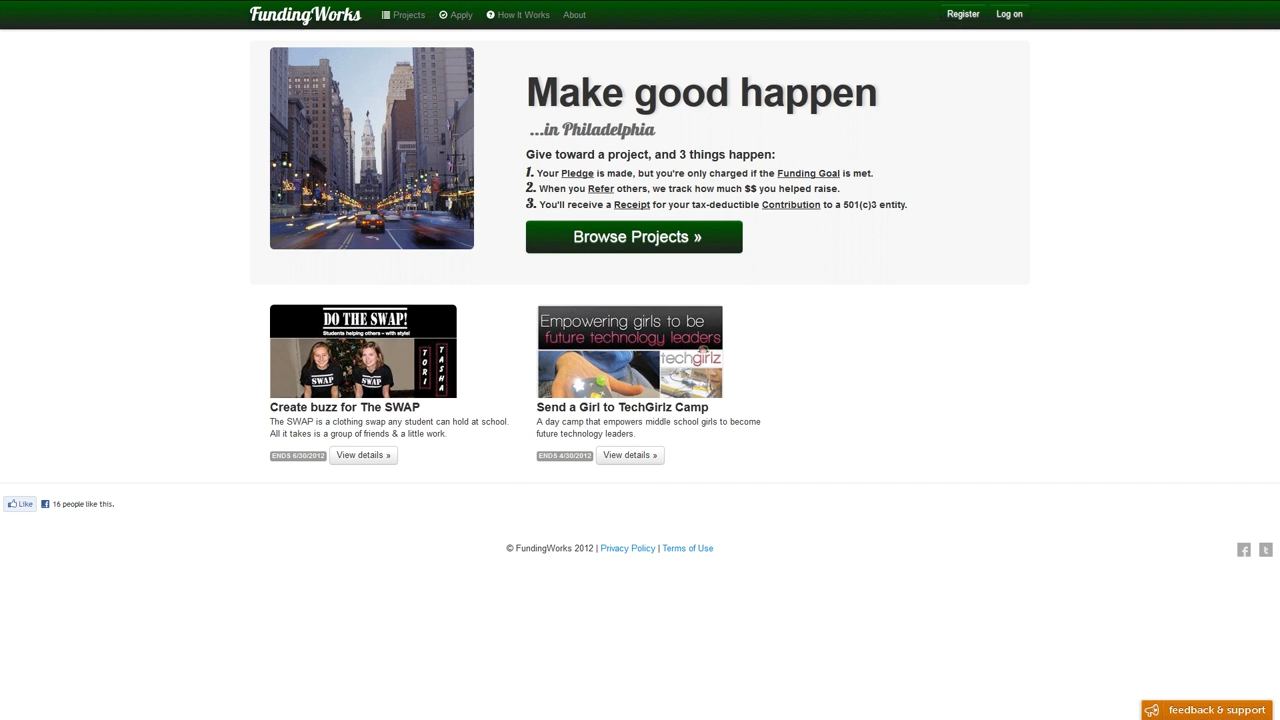 FundingWorks Projects Apply How It Works About Register Log on
Make good happen
...in Philadelphia
Give toward a project, and 3 things happen:
1. Your Pledge is made, but you're only charged if the Funding Goal is met.
2. When you Refer others, we track how much $$ you helped raise.
3. You'll receive a Receipt for your tax-deductible Contribution to a 501(c)3 entity.
Browse Projects »
DO THE SWAP!
Students helping others – with style!
SWAP
SWAP
TORI
TASHA
Create buzz for The SWAP
The SWAP is a clothing swap any student can hold at school.
All it takes is a group of friends & a little work.
ENDS 6/30/2012 View details »
Empowering girls to be
future technology leaders
techgirlz
Send a Girl to TechGirlz Camp
A day camp that empowers middle school girls to become
future technology leaders.
ENDS 4/30/2012 View details »
Like 16 people like this.
© FundingWorks 2012 | Privacy Policy | Terms of Use
feedback & support